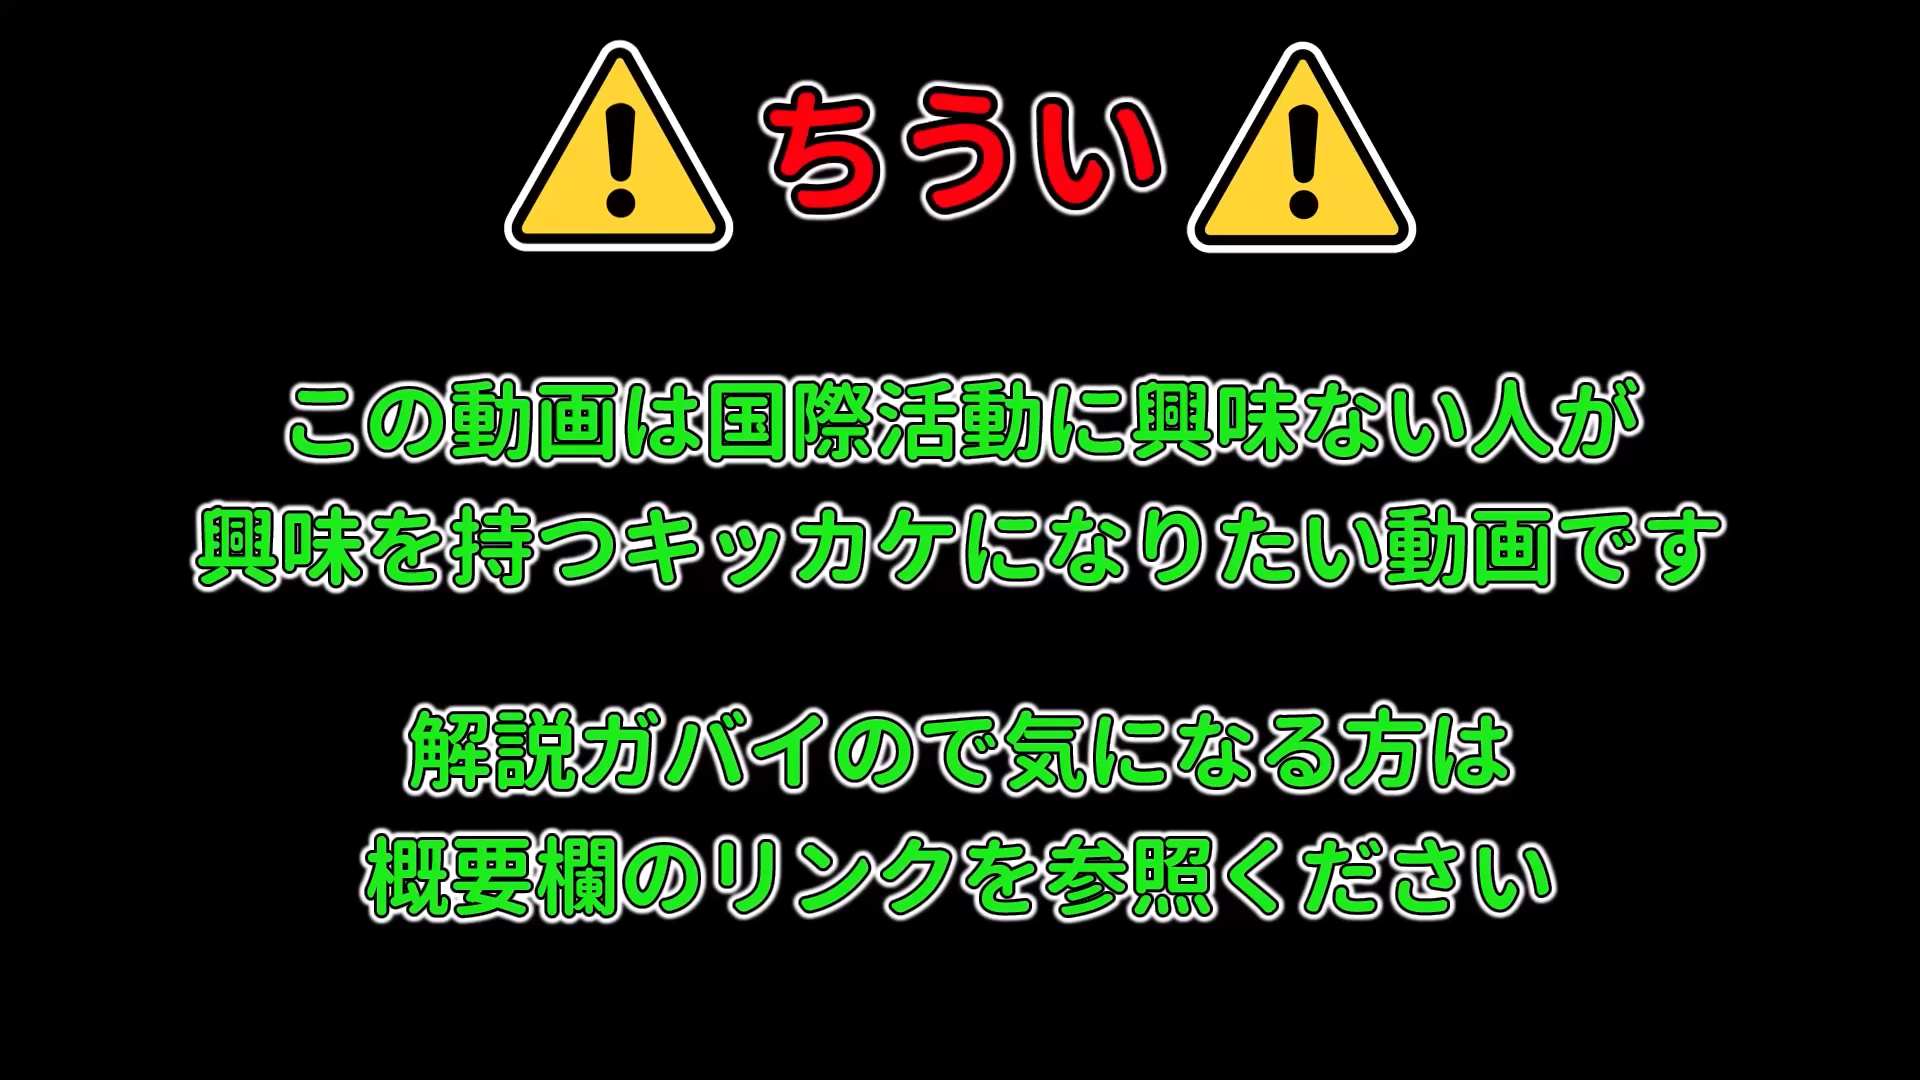 ちうい
この動画は国際活動に興味ない人が
興味を持つキッカケになりたい動画です
解説ガバイので気になる方は
概要欄のリンクを参照ください